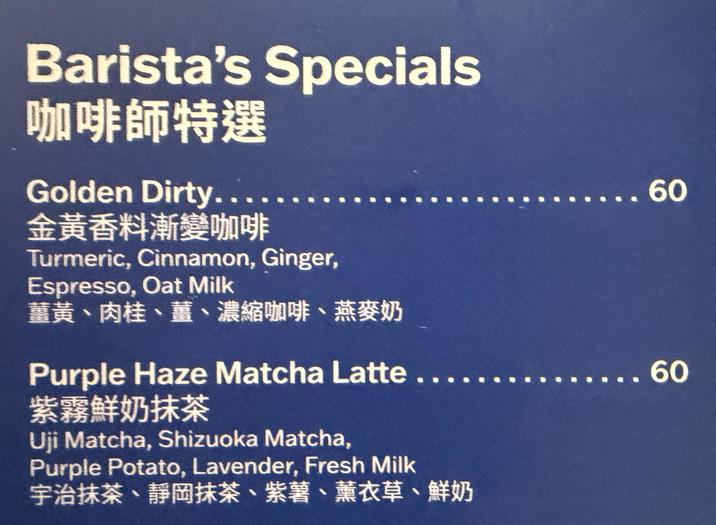 Barista's Specials
咖啡師特選
Golden Dirty.............................. 60
金黃香料漸變咖啡
Turmeric, Cinnamon, Ginger,
Espresso, Oat Milk
薑黃、肉桂、薑、濃縮咖啡、燕麥奶
Purple Haze Matcha Latte ................ 60
紫霧鮮奶抹茶
Uji Matcha, Shizuoka Matcha,
Purple Potato, Lavender, Fresh Milk
宇治抹茶、靜岡抹茶、紫薯、薰衣草、鮮奶